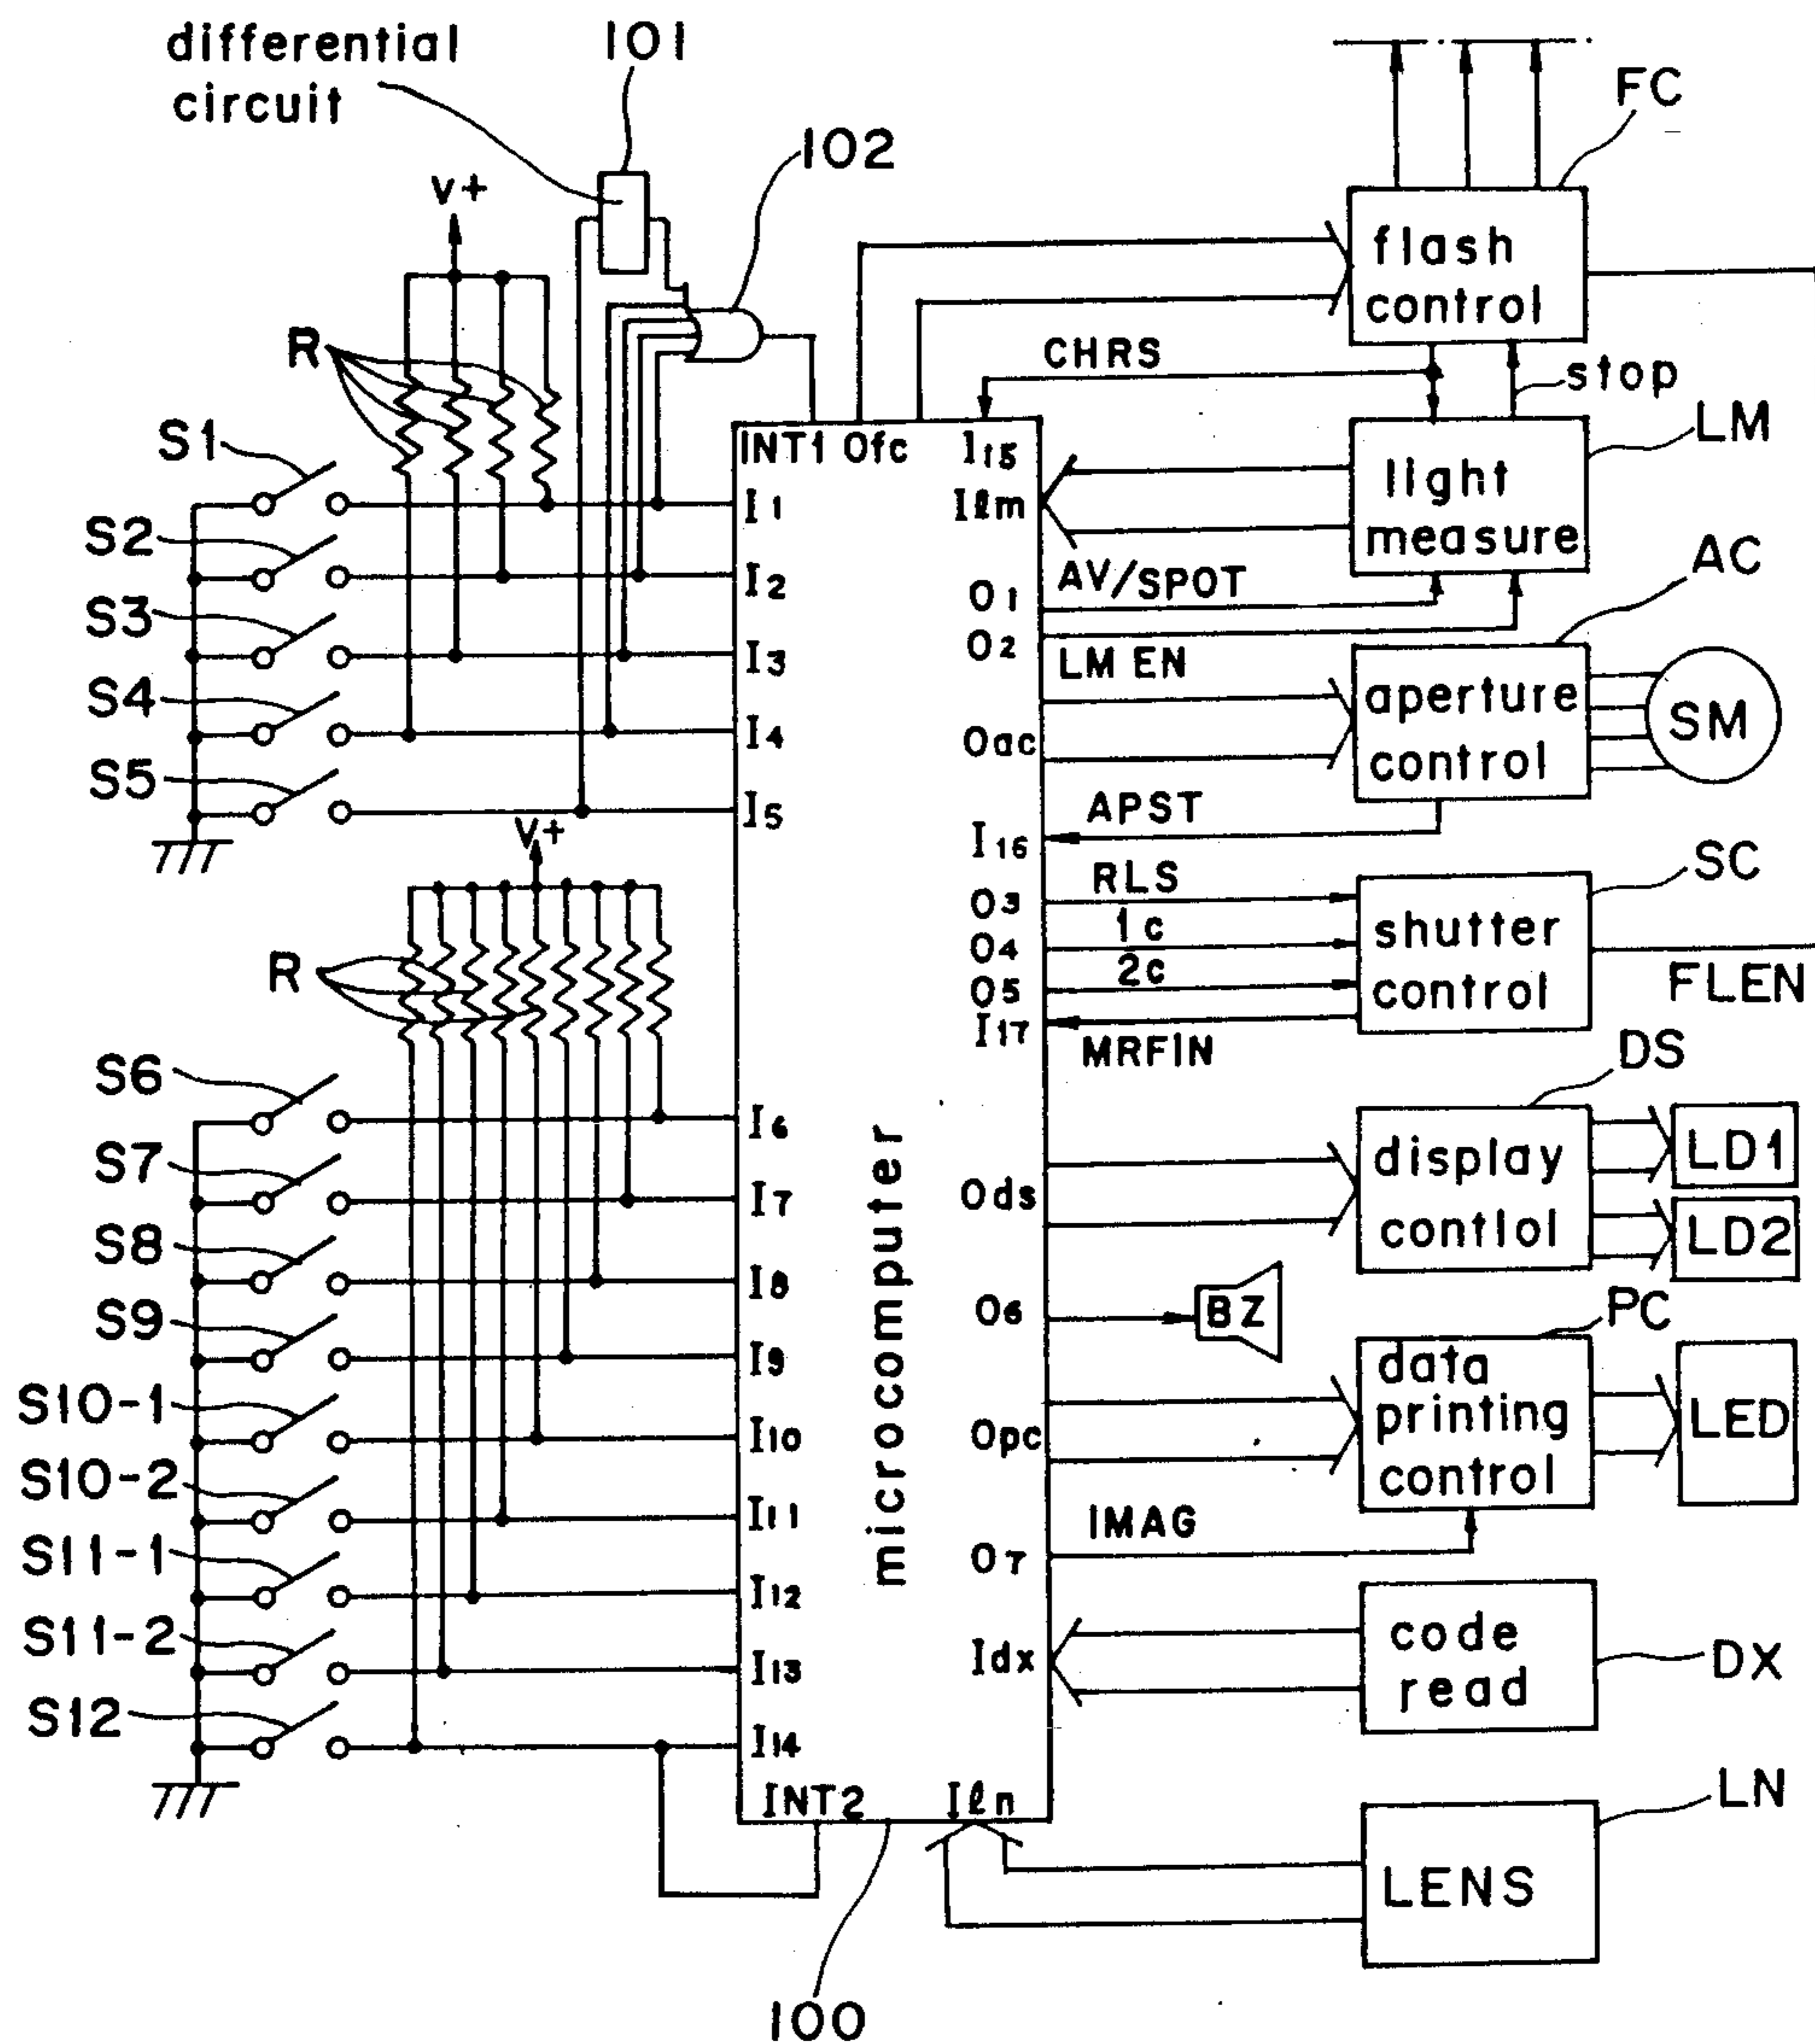 differential
circuit
101
102
V+
R
S1
S2
S3
S4
S5
V+
R
S6
S7
S8
S9
S10-1
S10-2
S11-1
S11-2
S12
INT1
Ofc
I15
I1
I2
I3
I4
I5
I6
I7
I8
I9
I10
I11
I12
I13
I14
INT2
Iℓn
100
microcomputer
Iℓm
O1
O2
Oac
I16
O3
O4
O5
I17
Ods
O6
Opc
O7
Idx
CHRS
stop
AV/SPOT
LM EN
APST
RLS
1c
2c
MRFIN
FLEN
IMAG
FC
flash
control
LM
light
measure
AC
aperture
control
SM
SC
shutter
control
DS
display
contlol
LD1
LD2
BZ
PC
data
printing
control
LED
code
read
DX
LN
LENS